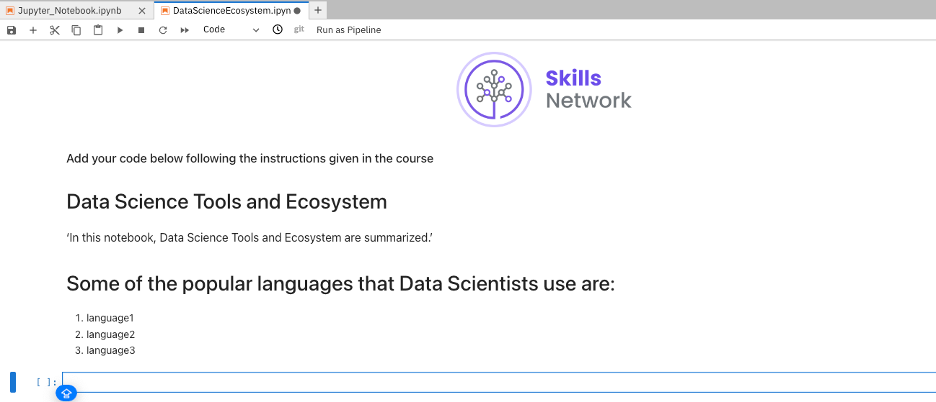 Jupyter_Notebook.ipynb
DataScienceEcosystem.ipyn
Code
git
Run as Pipeline
Skills
Network
Add your code below following the instructions given in the course
Data Science Tools and Ecosystem
‘In this notebook, Data Science Tools and Ecosystem are summarized.’
Some of the popular languages that Data Scientists use are:
1. language1
2. language2
3. language3
[ ]: